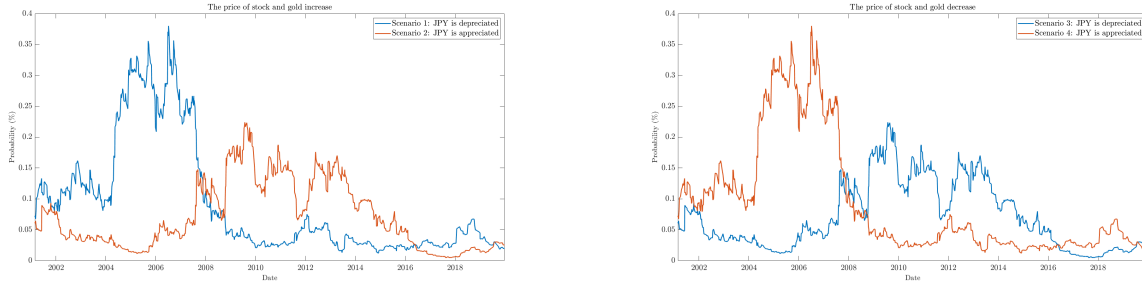 The price of stock and gold increase
0.4
0.35
0.3
0.25
0.2
0.15
0.1
0.05
0
Probability (%)
Scenario 1: JPY is depreciated
Scenario 2: JPY is appreciated
2002 2004 2006 2008 2010 2012 2014 2016 2018
Date
The price of stock and gold decrease
0.4
0.35
0.3
0.25
0.2
0.15
0.1
0.05
0
Probability (%)
Scenario 3: JPY is depreciated
Scenario 4: JPY is appreciated
2002 2004 2006 2008 2010 2012 2014 2016 2018
Date